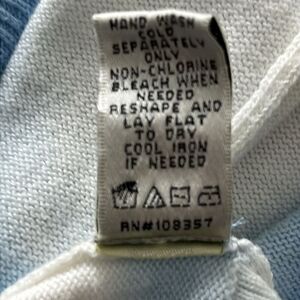 HAND WASH
COLD
SEPARATELY
ONLY
NON-CHLORINE
BLEACH WHEN
NEEDED
RESHAPE AND
LAY FLAT
TO DRY
COOL IRON
IF NEEDED
RN#108357